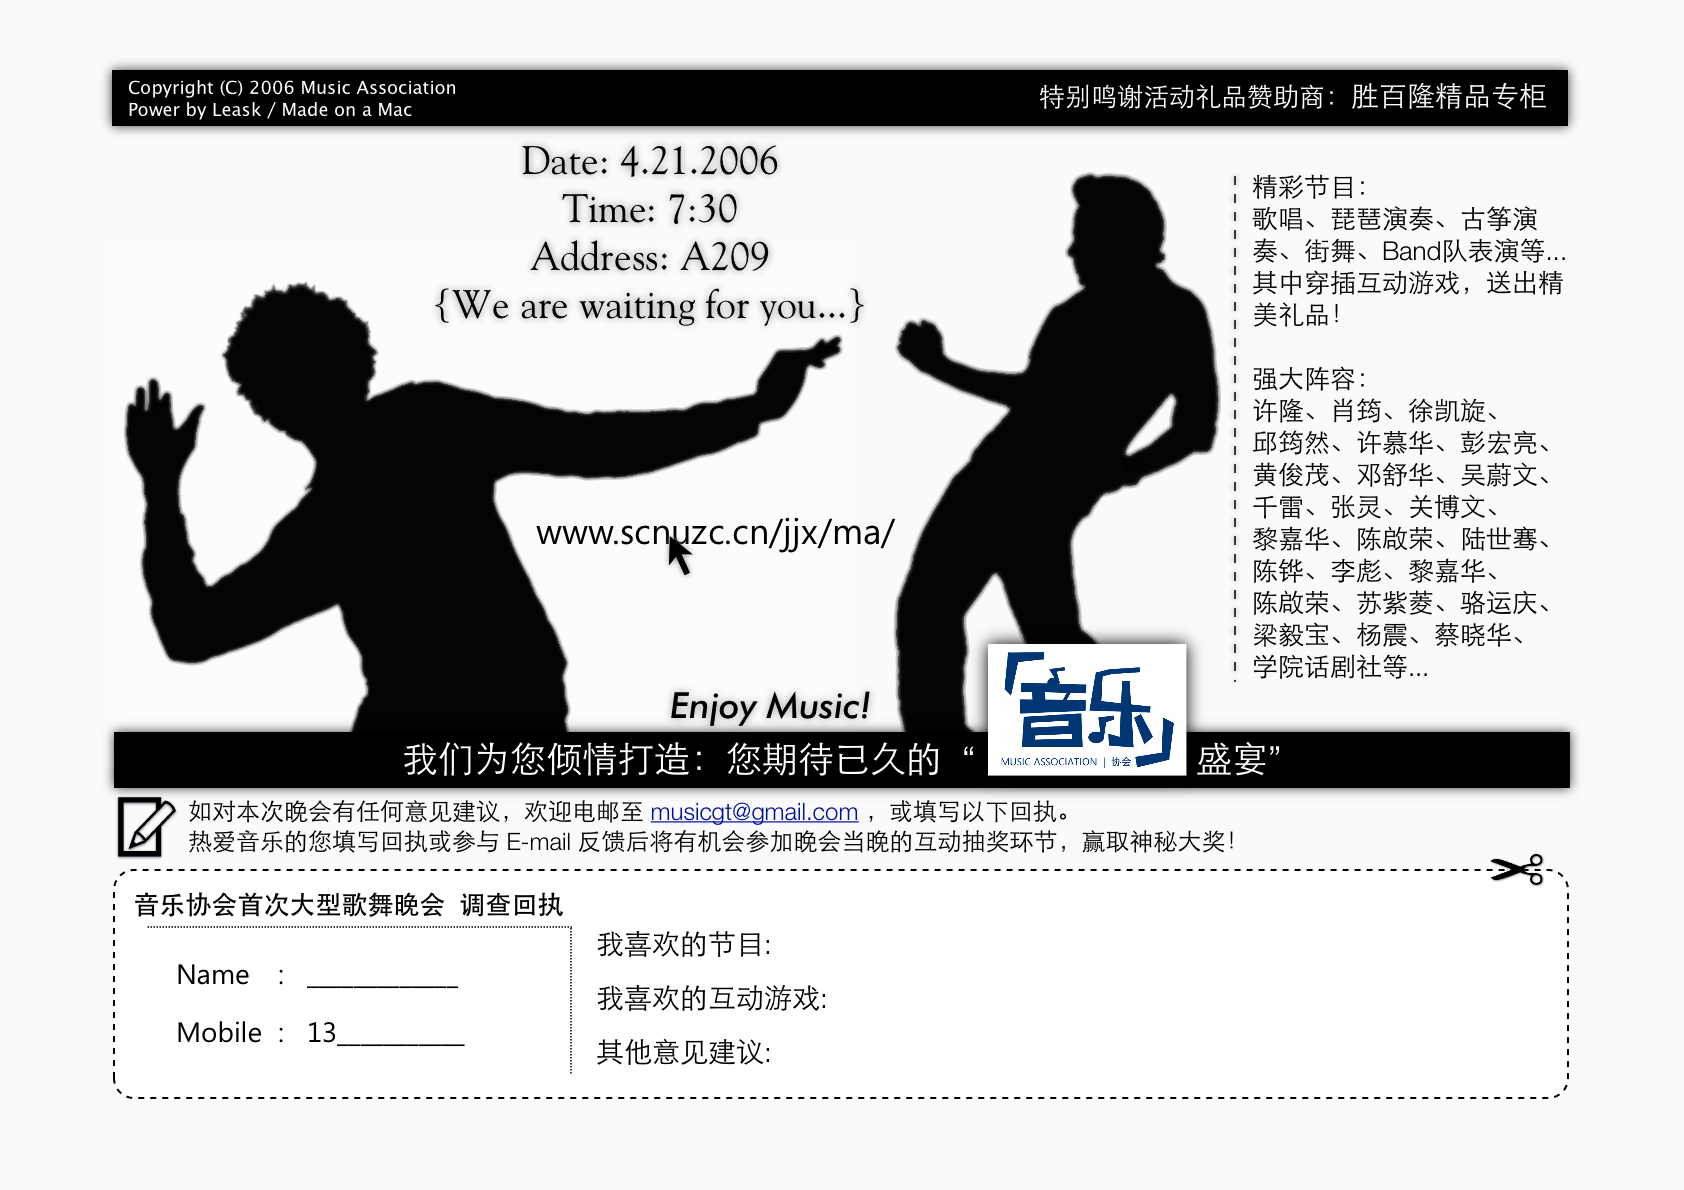 Copyright (C) 2006 Music Association
Power by Leask / Made on a Mac
特别鸣谢活动礼品赞助商：胜百隆精品专柜
Date: 4.21.2006
Time: 7:30
Address: A209
{We are waiting for you...}
精彩节目：
歌唱、琵琶演奏、古筝演
奏、街舞、Band队表演等...
其中穿插互动游戏，送出精
美礼品！
强大阵容：
许隆、肖筠、徐凯旋、
邱筠然、许慕华、彭宏亮、
黄俊茂、邓舒华、吴蔚文、
千雷、张灵、关博文、
黎嘉华、陈啟荣、陆世骞、
陈铧、李彪、黎嘉华、
陈啟荣、苏紫菱、骆运庆、
梁毅宝、杨震、蔡晓华、
学院话剧社等...
www.scnuzc.cn/jjx/ma/
Enjoy Music!
我们为您倾情打造：您期待已久的“「音乐」盛宴”
MUSIC ASSOCIATION | 协会
如对本次晚会有任何意见建议，欢迎电邮至 musicgt@gmail.com ，或填写以下回执。
热爱音乐的您填写回执或参与 E-mail 反馈后将有机会参加晚会当晚的互动抽奖环节，赢取神秘大奖！
音乐协会首次大型歌舞晚会 调查回执
Name : ____________
Mobile : 13__________
我喜欢的节目:
我喜欢的互动游戏:
其他意见建议: